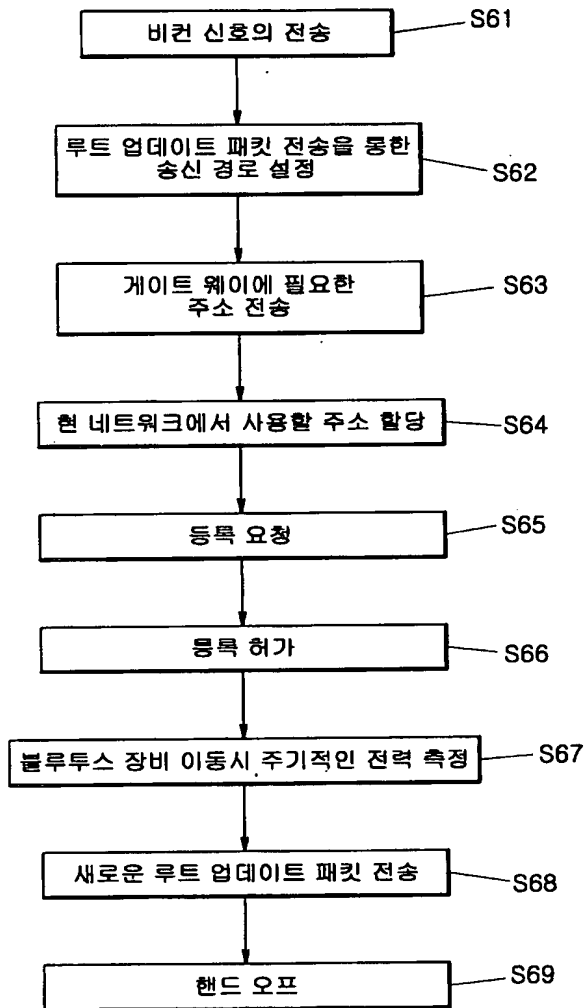 비컨 신호의 전송
S61
루트 업데이트 패킷 전송을 통한
송신 경로 설정
S62
게이트 웨이에 필요한
주소 전송
S63
현 네트워크에서 사용할 주소 할당
S64
등록 요청
S65
등록 허가
S66
블루투스 장비 이동시 주기적인 전력 측정
S67
새로운 루트 업데이트 패킷 전송
S68
핸드 오프
S69